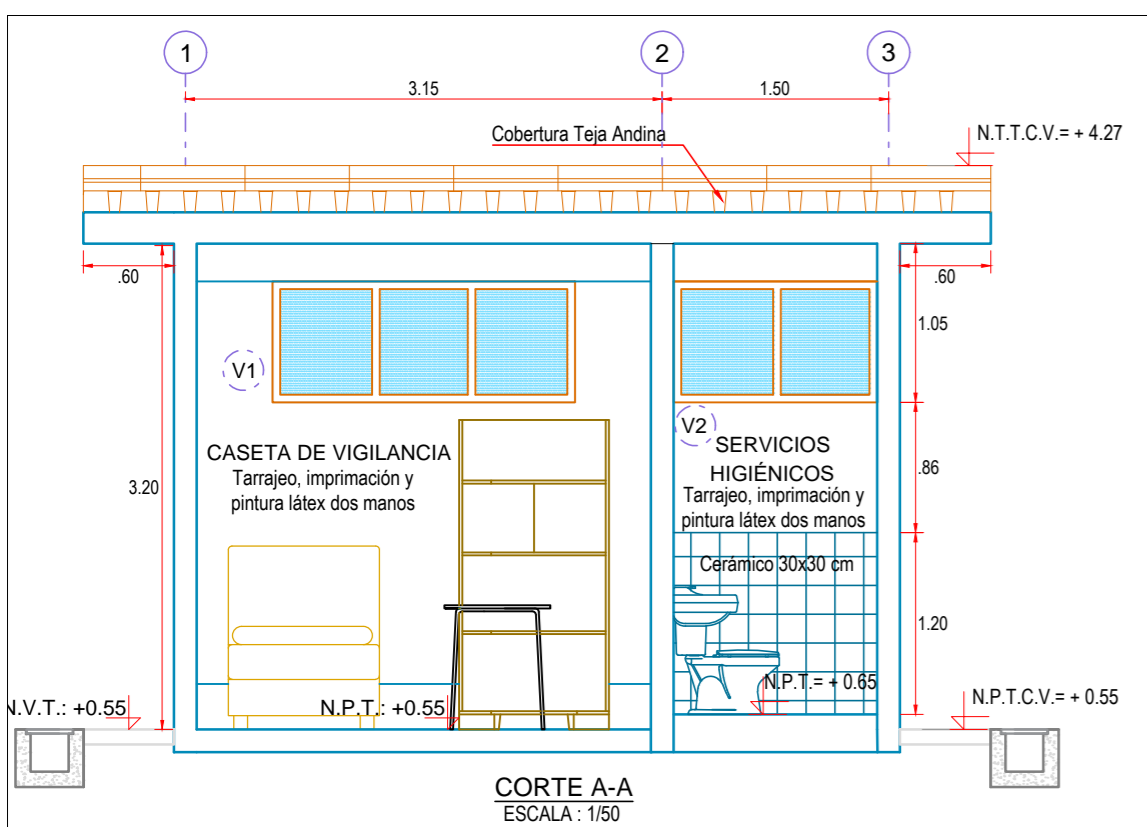 1
2
3
3.15
1.50
Cobertura Teja Andina
N.T.T.C.V.= + 4.27
.60
.60
1.05
V1
V2
CASETA DE VIGILANCIA
Tarrajeo, imprimación y
pintura látex dos manos
SERVICIOS
HIGIÉNICOS
Tarrajeo, imprimación y
pintura látex dos manos
.86
3.20
Cerámico 30x30 cm
1.20
N.P.T.= + 0.65
N.V.T.: +0.55
N.P.T.: +0.55
N.P.T.C.V.= + 0.55
CORTE A-A
ESCALA : 1/50